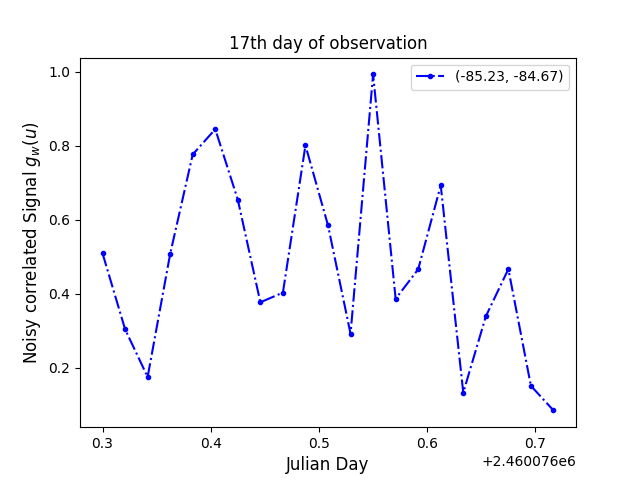 17th day of observation
(-85.23, -84.67)
Noisy correlated Signal g_w(u)
1.0
0.8
0.6
0.4
0.2
0.3 0.4 0.5 0.6 0.7
Julian Day
+2.460076e6